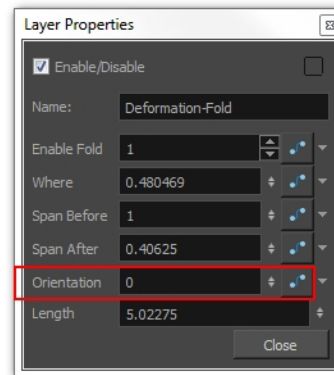 Layer Properties
Enable/Disable
Name: Deformation-Fold
Enable Fold 1
Where 0.480469
Span Before 1
Span After 0.40625
Orientation 0
Length 5.02275
Close